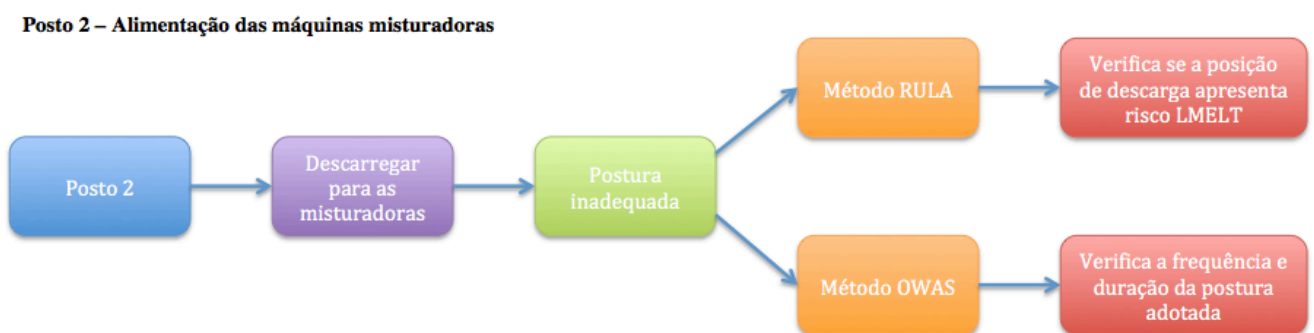 Posto 2 – Alimentação das máquinas misturadoras
Posto 2
Descarregar
para as
misturadoras
Postura
inadequada
Método RULA
Verifica se a posição
de descarga apresenta
risco LMELT
Método OWAS
Verifica a frequência e
duração da postura
adotada